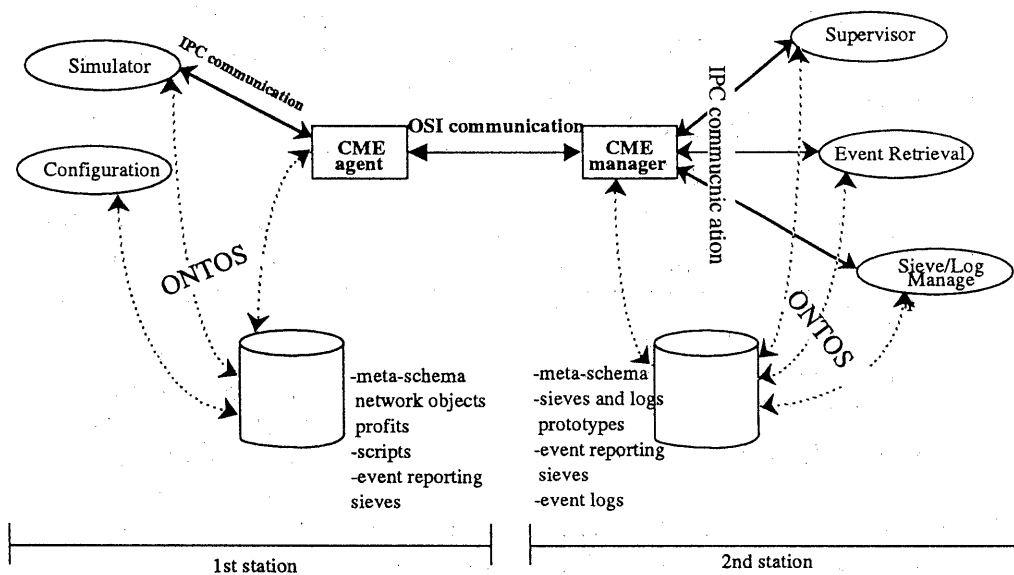 Supervisor
Simulator
IPC communication
Configuration
CME
agent
OSI communication
CME
manager
IPC commucnic ation
Event Retrieval
Sieve/Log
Manage
ONTOS
ONTOS
-meta-schema
network objects
profits
-scripts
-event reporting
sieves
-meta-schema
-sieves and logs
prototypes
-event reporting
sieves
-event logs
1st station
2nd station